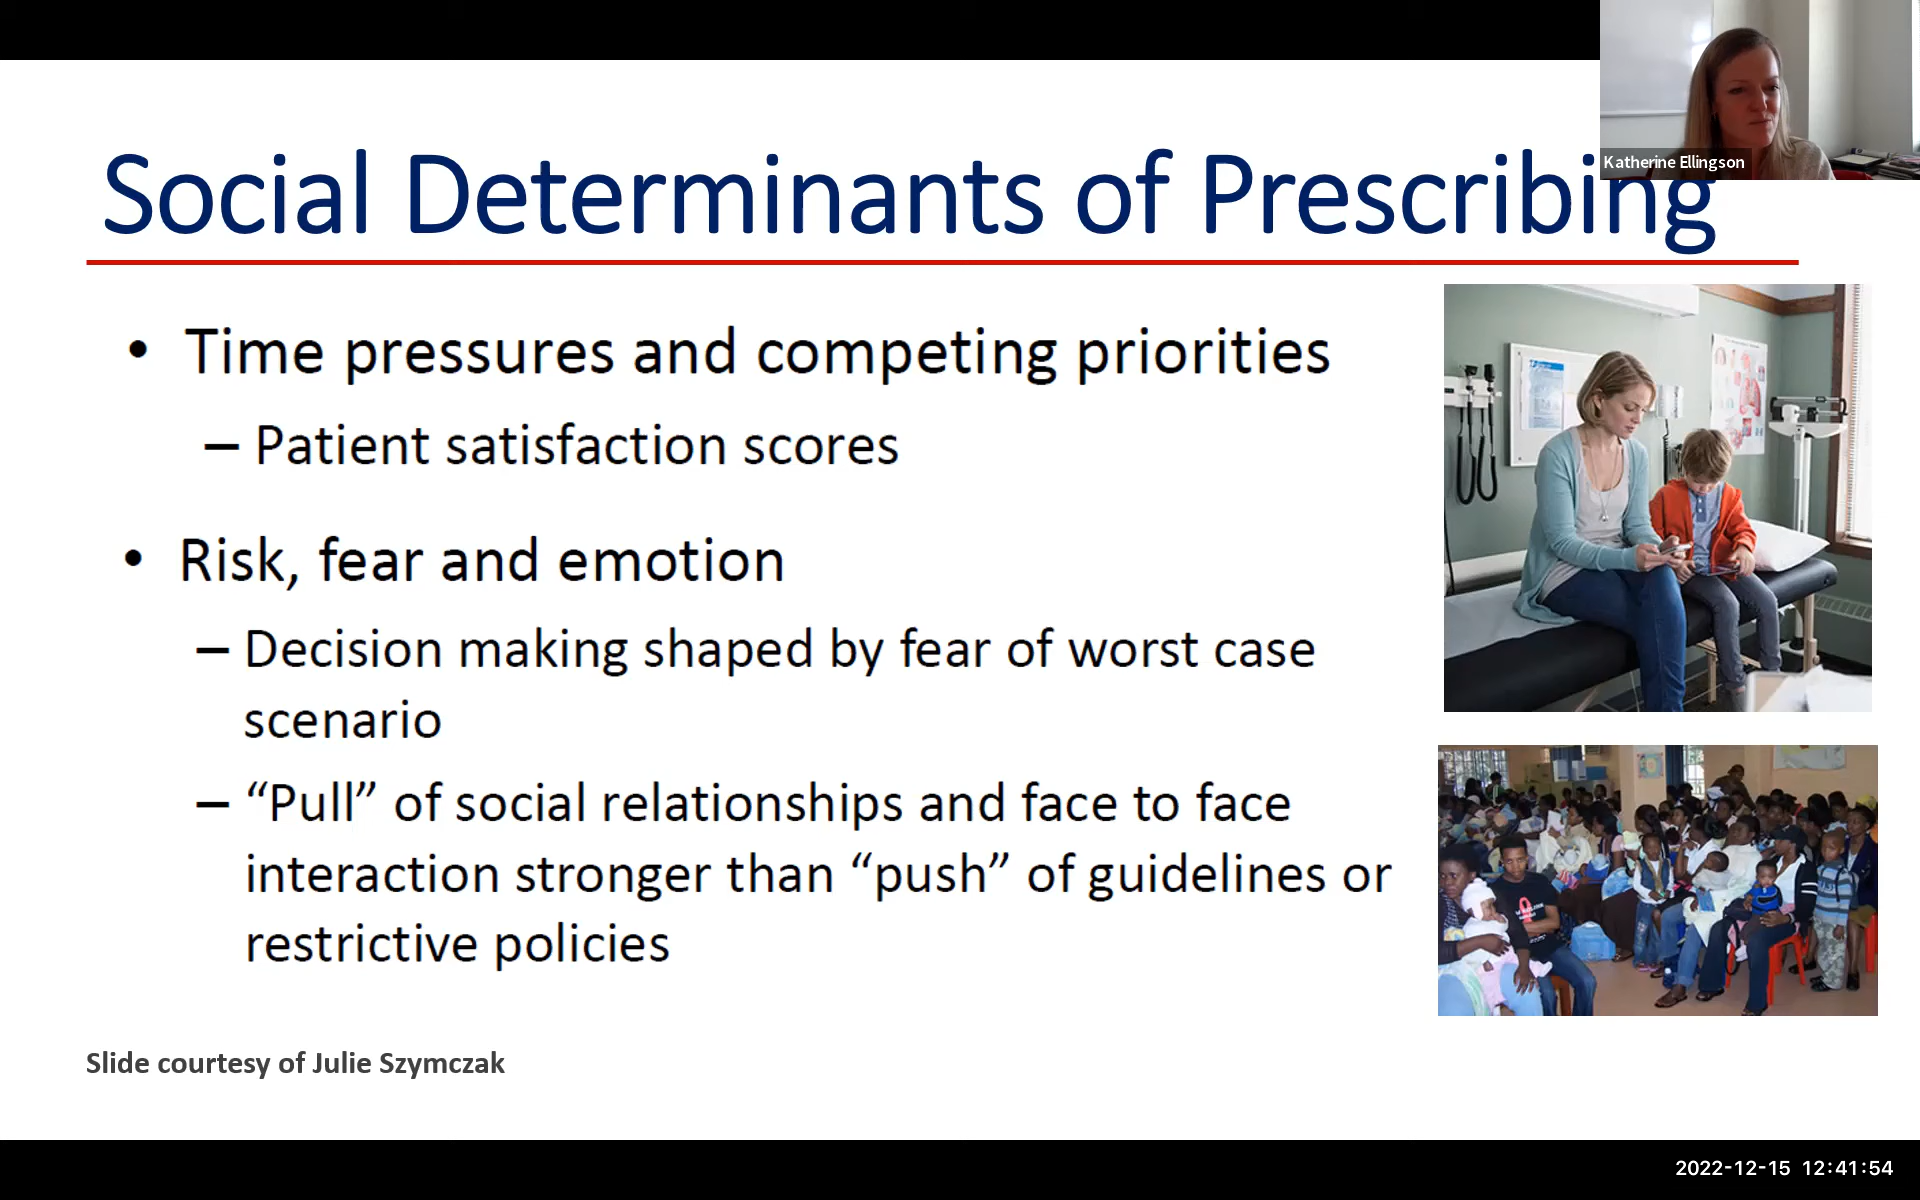 Katherine Ellingson
Social Determinants of Prescribing
• Time pressures and competing priorities
– Patient satisfaction scores
• Risk, fear and emotion
– Decision making shaped by fear of worst case
scenario
– “Pull” of social relationships and face to face
interaction stronger than “push” of guidelines or
restrictive policies
Slide courtesy of Julie Szymczak
2022-12-15 12:41:54